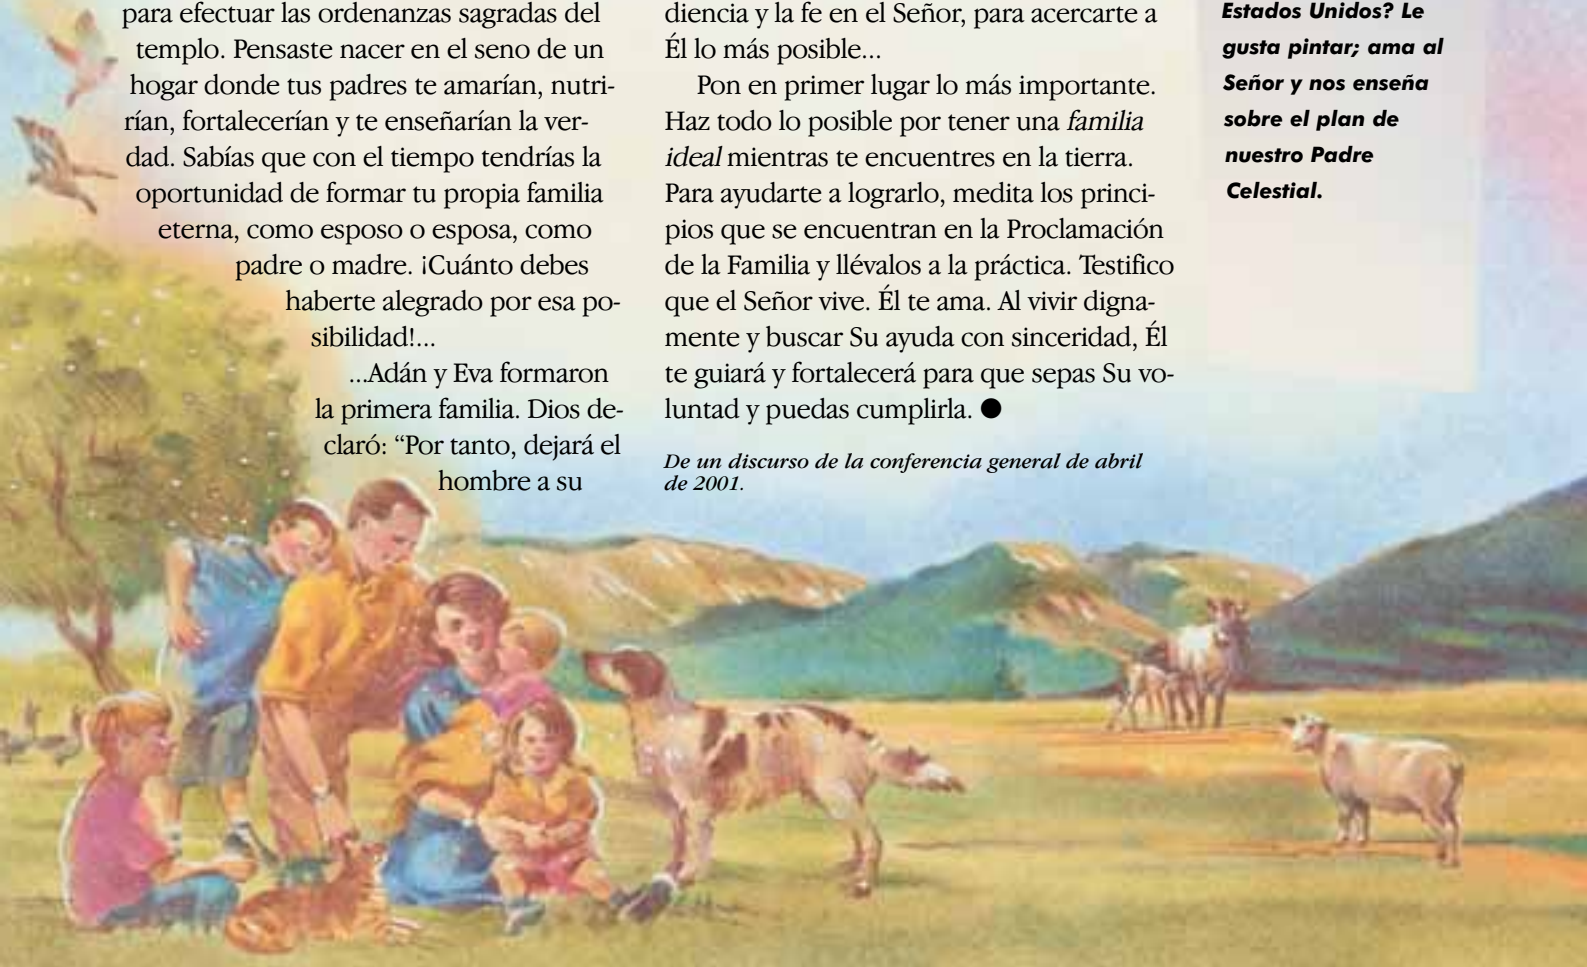 para efectuar las ordenanzas sagradas del
templo. Pensaste nacer en el seno de un
hogar donde tus padres te amarían, nutri-
rían, fortalecerían y te enseñarían la ver-
dad. Sabías que con el tiempo tendrías la
oportunidad de formar tu propia familia
eterna, como esposo o esposa, como
padre o madre. ¡Cuánto debes
haberte alegrado por esa po-
sibilidad!...
...Adán y Eva formaron
la primera familia. Dios de-
claró: “Por tanto, dejará el
hombre a su
diencia y la fe en el Señor, para acercarte a
Él lo más posible...
Pon en primer lugar lo más importante.
Haz todo lo posible por tener una familia
ideal mientras te encuentres en la tierra.
Para ayudarte a lograrlo, medita los princi-
pios que se encuentran en la Proclamación
de la Familia y llévalos a la práctica. Testifico
que el Señor vive. Él te ama. Al vivir digna-
mente y buscar Su ayuda con sinceridad, Él
te guiará y fortalecerá para que sepas Su vo-
luntad y puedas cumplirla. ●
De un discurso de la conferencia general de abril
de 2001.
Estados Unidos? Le
gusta pintar; ama al
Señor y nos enseña
sobre el plan de
nuestro Padre
Celestial.